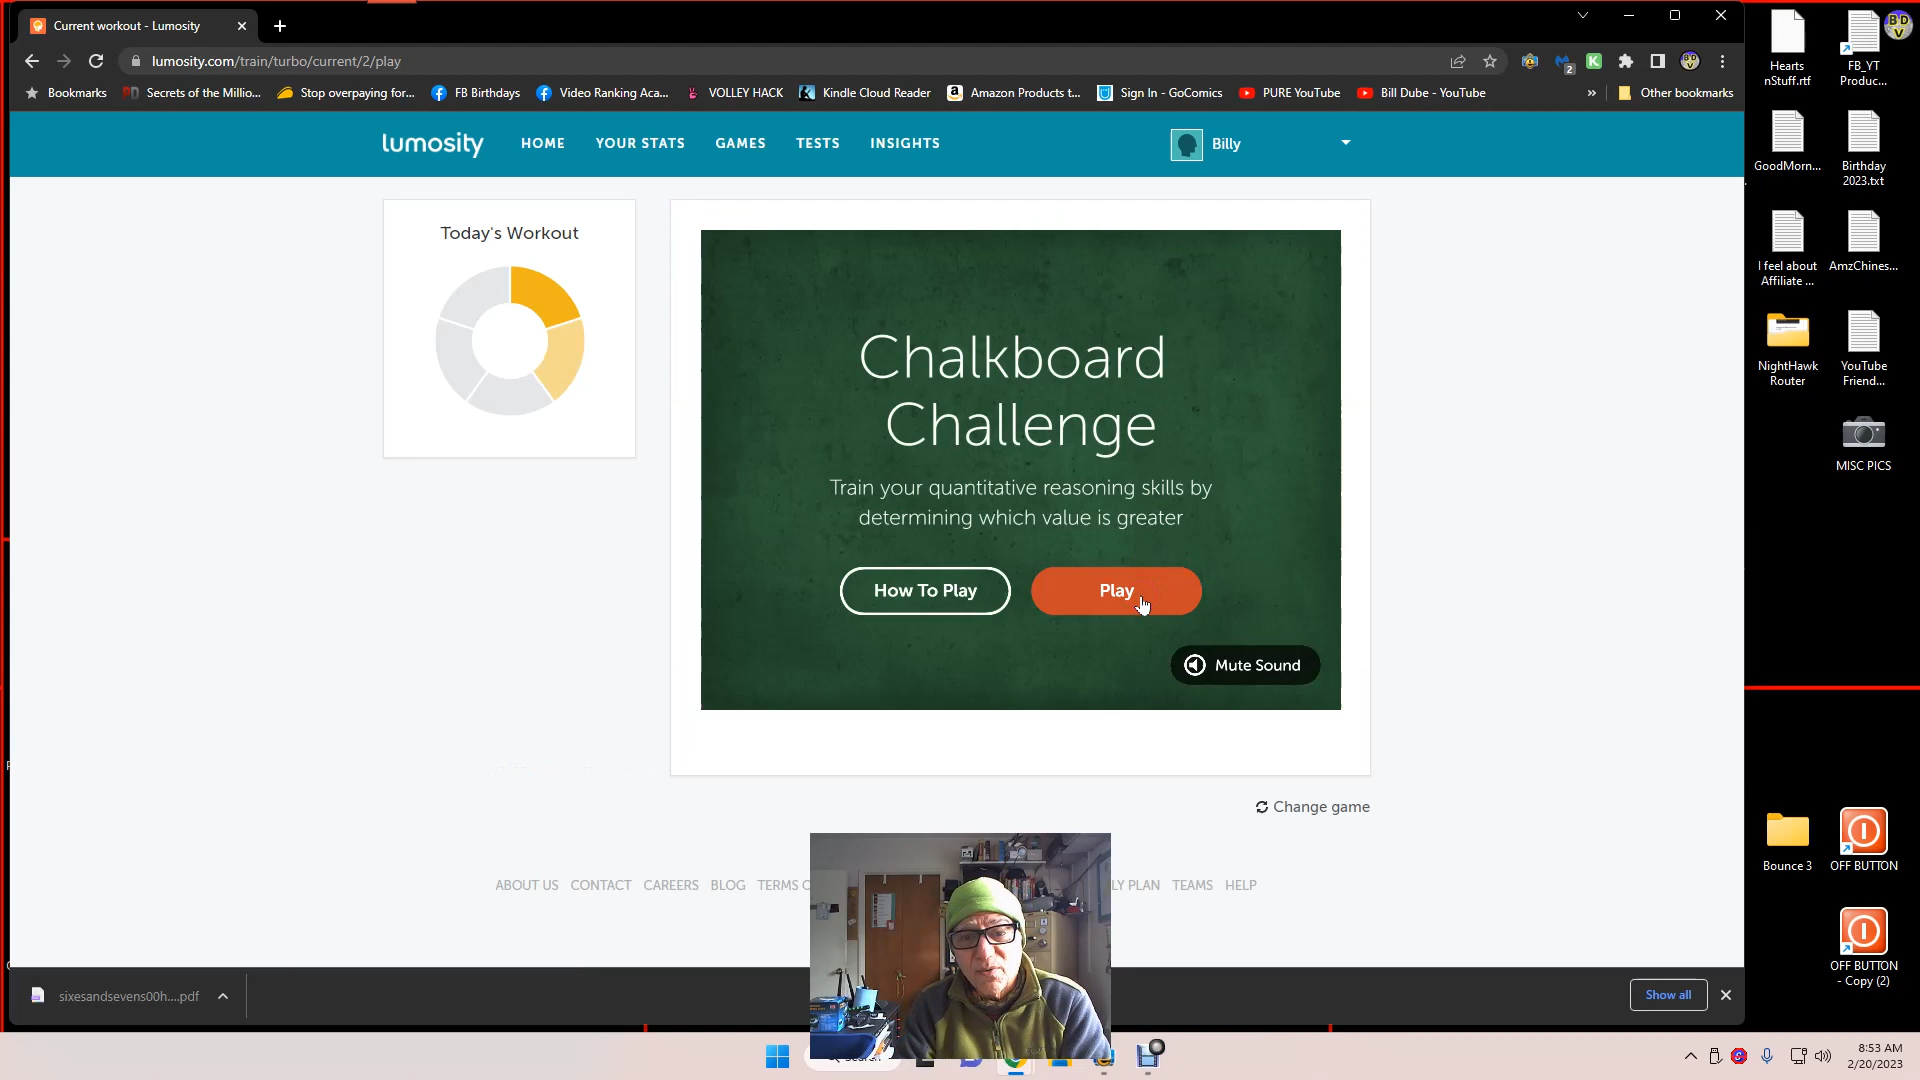 Current workout - Lumosity
lumosity.com/train/turbo/current/2/play
2
Bookmarks
Secrets of the Millio...
Stop overpaying for...
FB Birthdays
Video Ranking Aca...
VOLLEY HACK
Kindle Cloud Reader
Amazon Products t...
Sign In - GoComics
PURE YouTube
Bill Dube - YouTube
»
Other bookmarks
lumosity
HOME
YOUR STATS
GAMES
TESTS
INSIGHTS
Billy
Today's Workout
Chalkboard
Challenge
Train your quantitative reasoning skills by
determining which value is greater
How To Play
Play
Mute Sound
Change game
ABOUT US
CONTACT
CAREERS
BLOG
TERMS
LY PLAN
TEAMS
HELP
sixesandsevens00h....pdf
Show all
Hearts
nStuff.rtf
FB_YT
Produc...
BDV
GoodMorn...
Birthday
2023.txt
I feel about
Affiliate ...
AmzChines...
NightHawk
Router
YouTube
Friend...
MISC PICS
Bounce 3
OFF BUTTON
OFF BUTTON
- Copy (2)
8:53 AM
2/20/2023